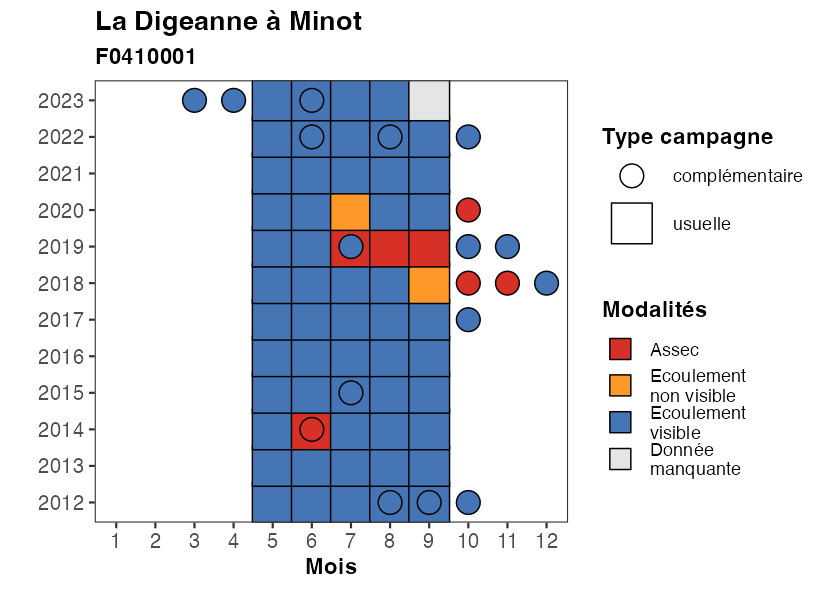 La Digeanne à Minot
F0410001
2023
2022
2021
2020
2019
2018
2017
2016
2015
2014
2013
2012
1 2 3 4 5 6 7 8 9 10 11 12
Mois
Type campagne
complémentaire
usuelle
Modalités
Assec
Ecoulement
non visible
Ecoulement
visible
Donnée
manquante